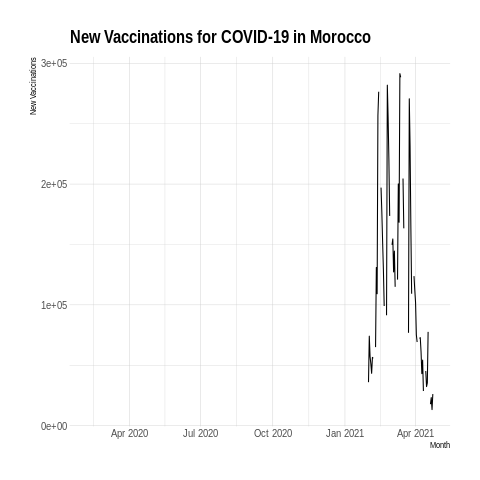 New Vaccinations for COVID-19 in Morocco
New Vaccinations
3e+05
2e+05
1e+05
0e+00
Apr 2020
Jul 2020
Oct 2020
Jan 2021
Apr 2021
Month